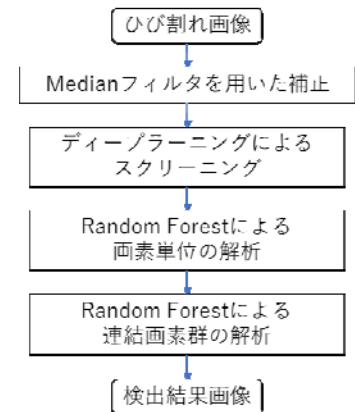 ひび割れ画像
Medianフィルタを用いた補正
ディープラーニングによる
スクリーニング
Random Forestによる
画素単位の解析
Random Forestによる
連結画素群の解析
検出結果画像